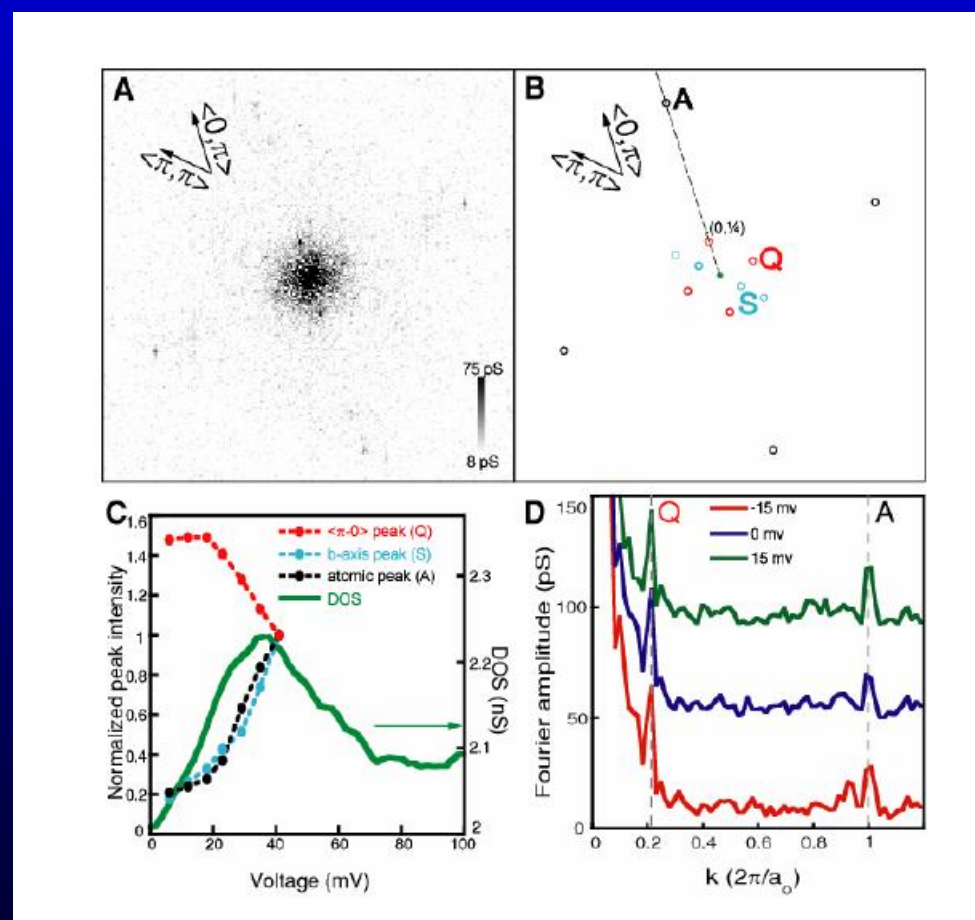 A
<0,π>
<π,π>
75 pS
8 pS
B
A
<0,π>
<π,π>
(0,¼)
Q
S
C
Normalized peak intensity
1.6
1.4
1.2
1
0.8
0.6
0.4
0.2
0
<π-0> peak (Q)
b-axis peak (S)
atomic peak (A)
DOS
2.3
2.2
2.1
2
DOS (nS)
0 20 40 60 80 100
Voltage (mV)
D
Q
A
-15 mv
0 mv
15 mv
Fourier amplitude (pS)
150
100
50
0
0 0.2 0.4 0.6 0.8 1
k (2π/aₒ)